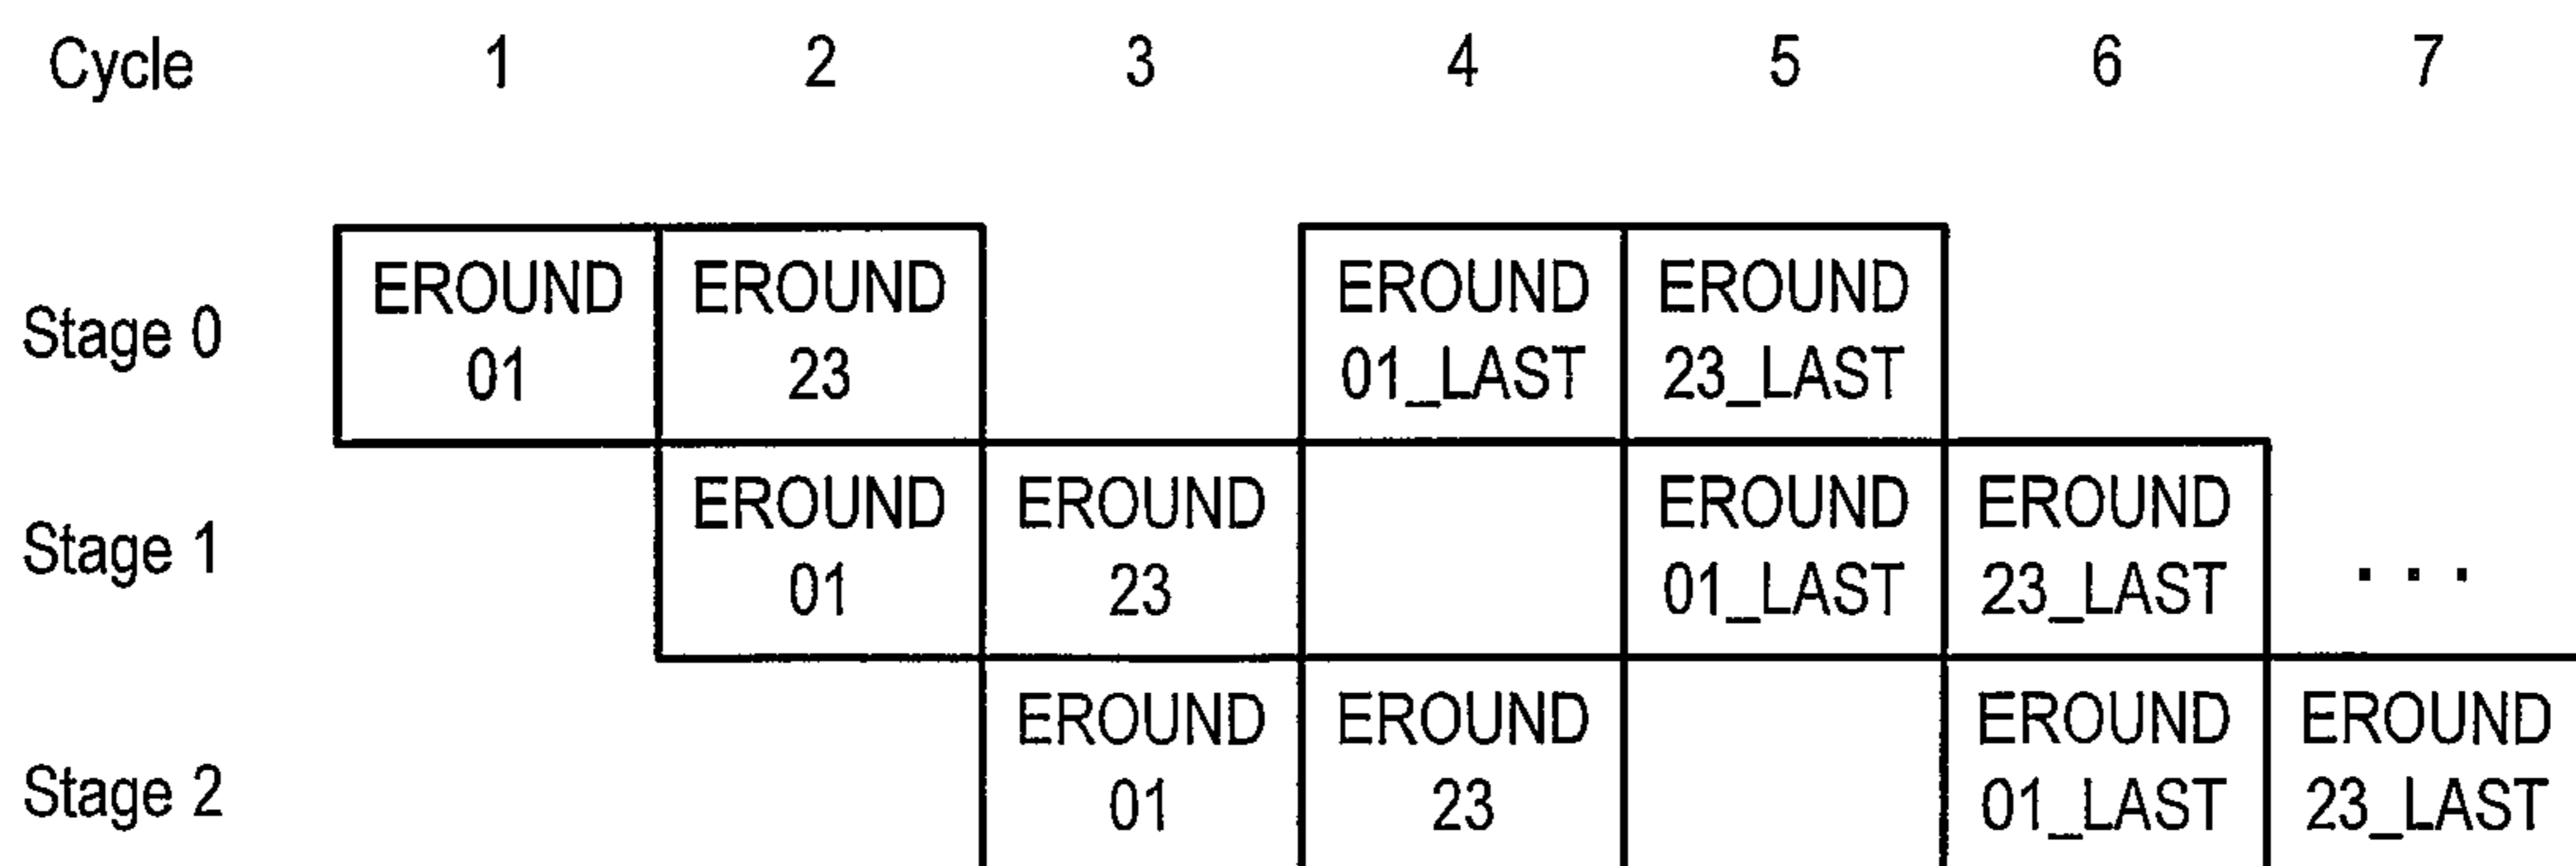 Cycle 1 2 3 4 5 6 7
EROUND EROUND EROUND EROUND
Stage 0
01 23 01_LAST 23_LAST
EROUND EROUND EROUND EROUND
Stage 1
01 23 01_LAST 23_LAST . . .
EROUND EROUND EROUND EROUND
Stage 2
01 23 01_LAST 23_LAST